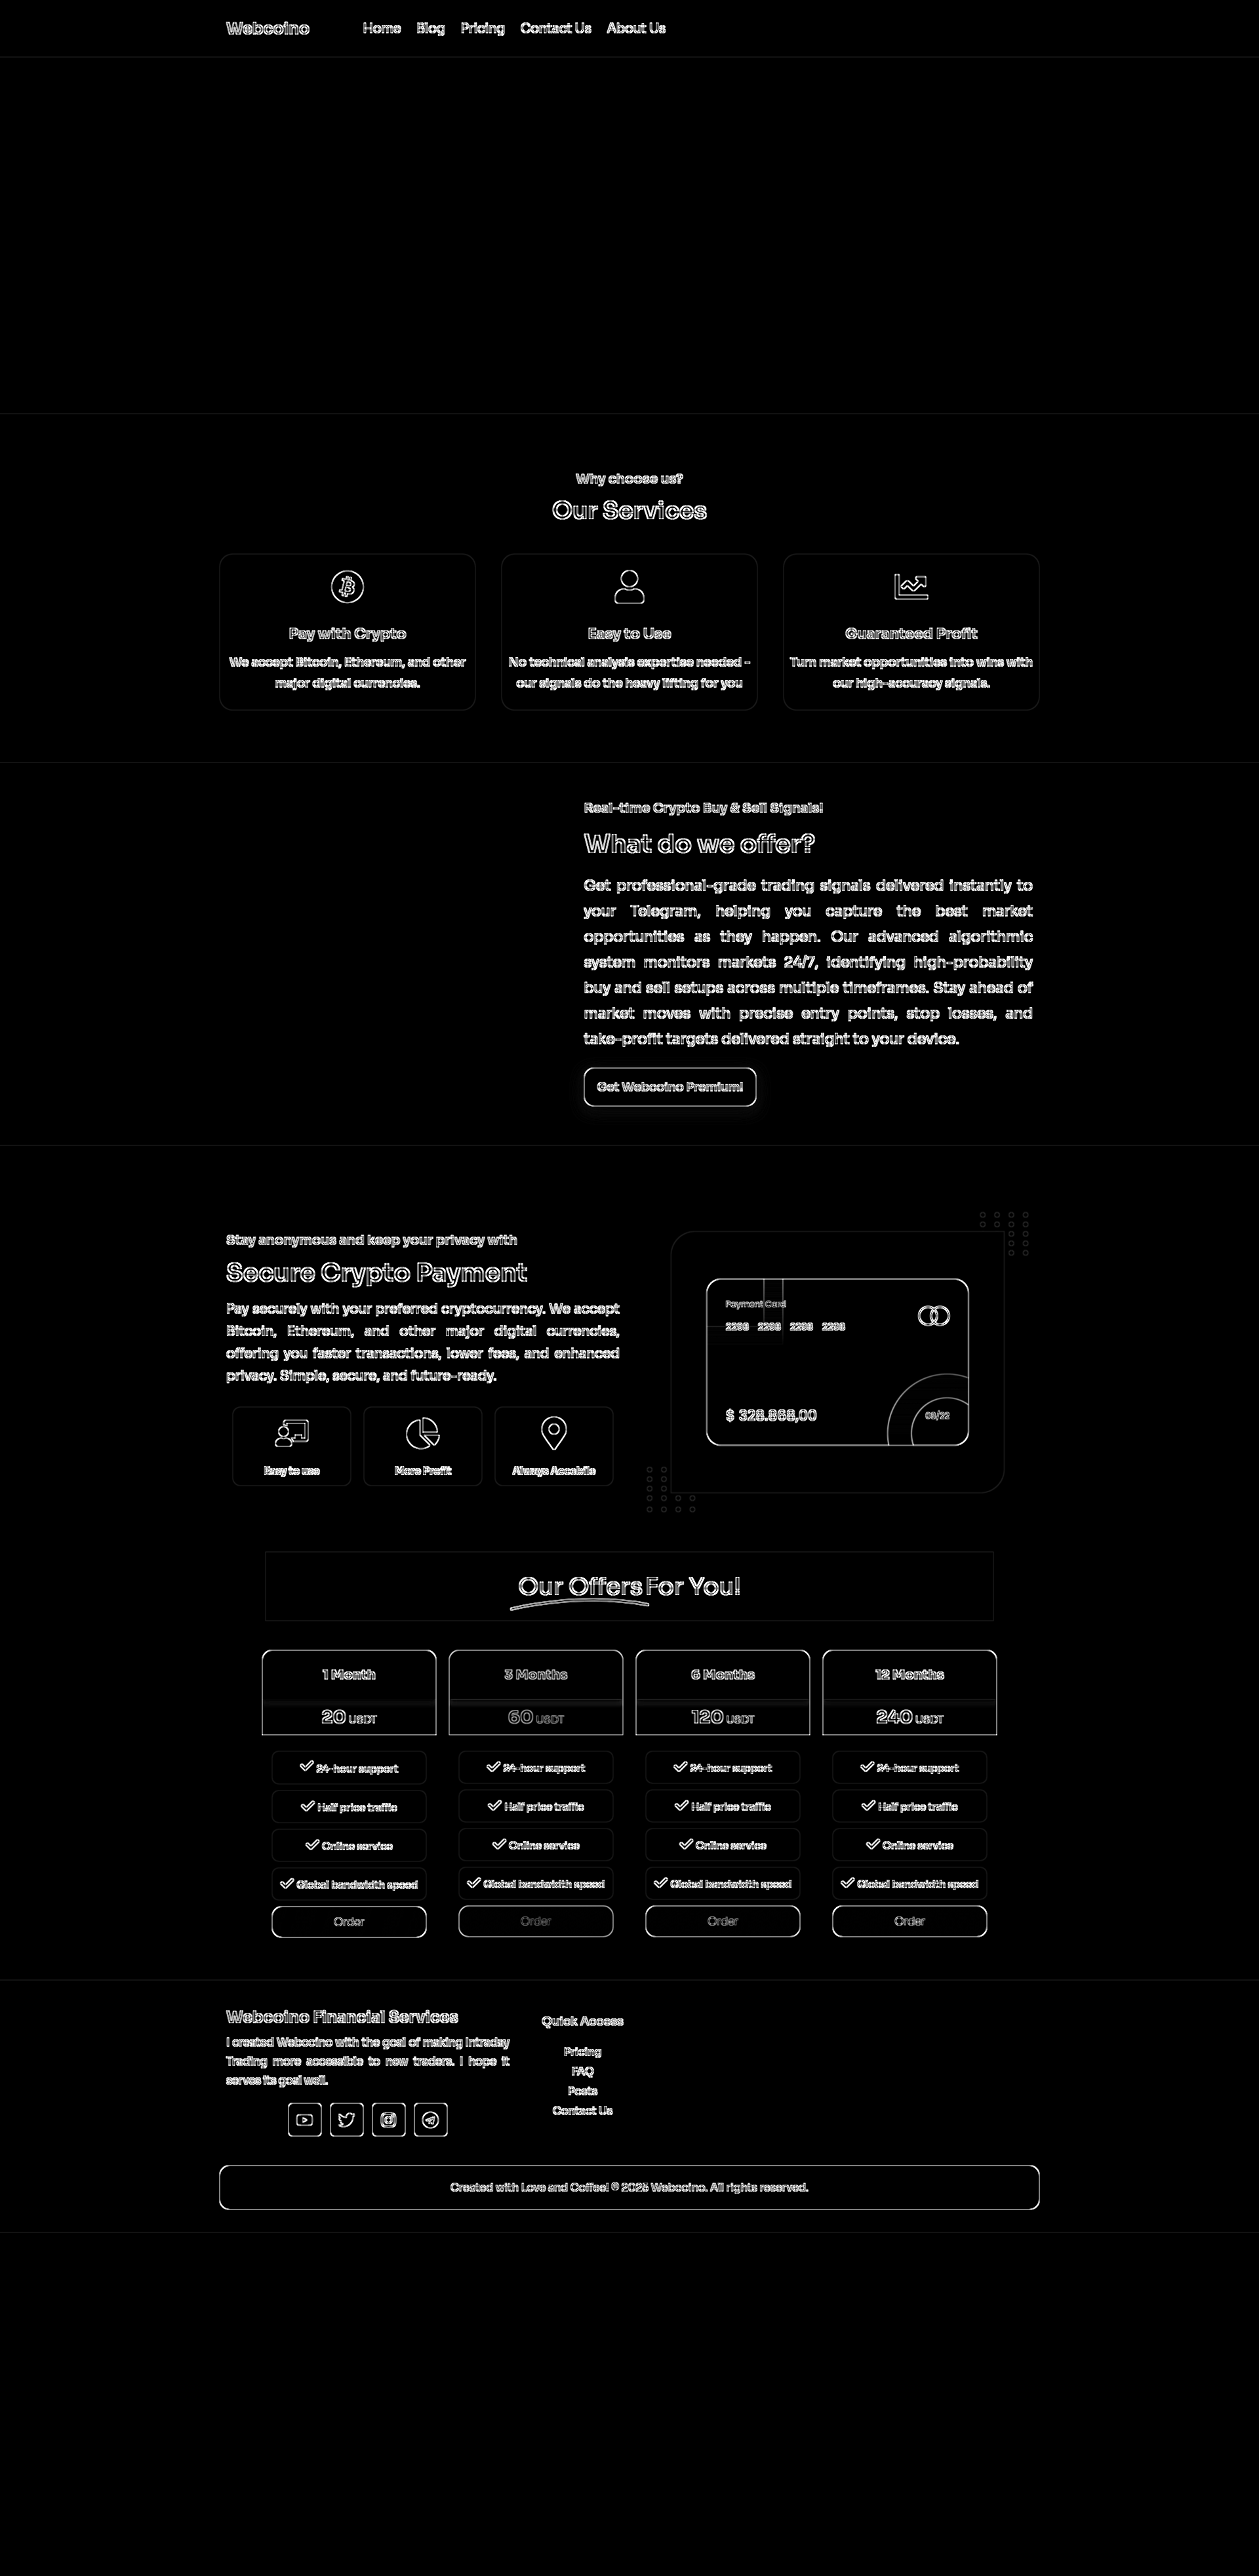 Webcoino
Home Blog Pricing Contact Us About Us
Why choose us?
Our Services
Pay with Crypto
We accept Bitcoin, Ethereum, and other
major digital currencies.
Easy to Use
No technical analysis expertise needed -
our signals do the heavy lifting for you
Guaranteed Profit
Turn market opportunities into wins with
our high-accuracy signals.
Real-time Crypto Buy & Sell Signals!
What do we offer?
Get professional-grade trading signals delivered instantly to
your Telegram, helping you capture the best market
opportunities as they happen. Our advanced algorithmic
system monitors markets 24/7, identifying high-probability
buy and sell setups across multiple timeframes. Stay ahead of
market moves with precise entry points, stop losses, and
take-profit targets delivered straight to your device.
Get Webcoino Premium!
Stay anonymous and keep your privacy with
Secure Crypto Payment
Pay securely with your preferred cryptocurrency. We accept
Bitcoin, Ethereum, and other major digital currencies,
offering you faster transactions, lower fees, and enhanced
privacy. Simple, secure, and future-ready.
Easy to use
More Profit
Always
Payment Card
$ 328.868,00
Our Offers For You!
1 Month
20 USDT
24-hour support
Half price traffic
Online service
Global bandwidth speed
Order
3 Months
60 USDT
24-hour support
Half price traffic
Online service
Global bandwidth speed
Order
6 Months
120 USDT
24-hour support
Half price traffic
Online service
Global bandwidth speed
Order
12 Months
240 USDT
24-hour support
Half price traffic
Online service
Global bandwidth speed
Order
Webcoino Financial Services
I created Webcoino with the goal of making Intraday
Trading more accessible to new traders. I hope it
serves its goal well.
Quick Access
Pricing
FAQ
Posts
Contact Us
Created with Love and Coffee! © 2025 Webcoino. All rights reserved.